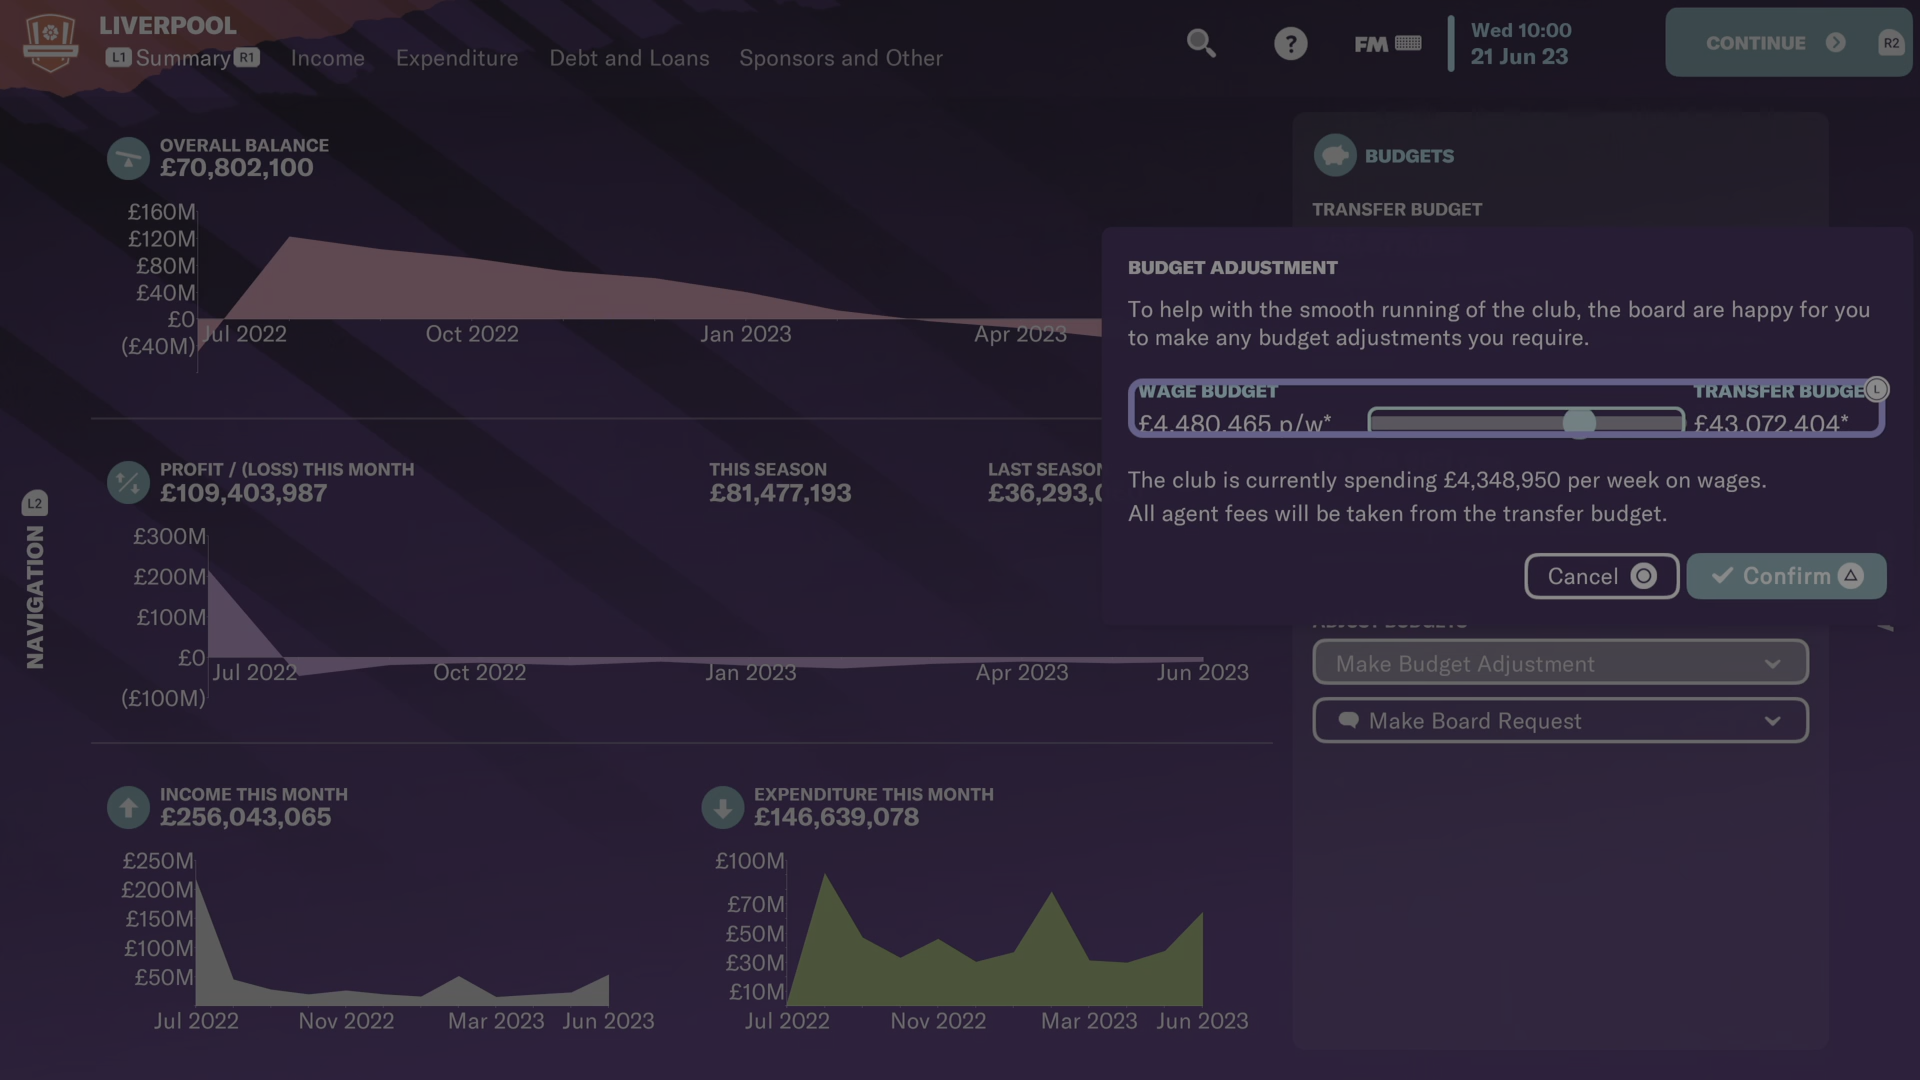 LIVERPOOL
L1 Summary R1 Income Expenditure Debt and Loans Sponsors and Other
?
FM
Wed 10:00
21 Jun 23
CONTINUE R2
OVERALL BALANCE
£70,802,100
£160M
£120M
£80M
£40M
£0
(£40M)
Jul 2022 Oct 2022 Jan 2023 Apr 2023
PROFIT / (LOSS) THIS MONTH
£109,403,987
THIS SEASON
£81,477,193
LAST SEASON
£36,293,0
£300M
£200M
£100M
£0
(£100M)
Jul 2022 Oct 2022 Jan 2023 Apr 2023 Jun 2023
INCOME THIS MONTH
£256,043,065
£250M
£200M
£150M
£100M
£50M
Jul 2022 Nov 2022 Mar 2023 Jun 2023
EXPENDITURE THIS MONTH
£146,639,078
£100M
£70M
£50M
£30M
£10M
Jul 2022 Nov 2022 Mar 2023 Jun 2023
L2
NAVIGATION
BUDGETS
TRANSFER BUDGET
BUDGET ADJUSTMENT
To help with the smooth running of the club, the board are happy for you
to make any budget adjustments you require.
WAGE BUDGET
£4,480,465 p/w*
TRANSFER BUDGE
L
£43,072,404*
The club is currently spending £4,348,950 per week on wages.
All agent fees will be taken from the transfer budget.
Cancel
Confirm
ADJUST BUDGETS
Make Budget Adjustment
Make Board Request